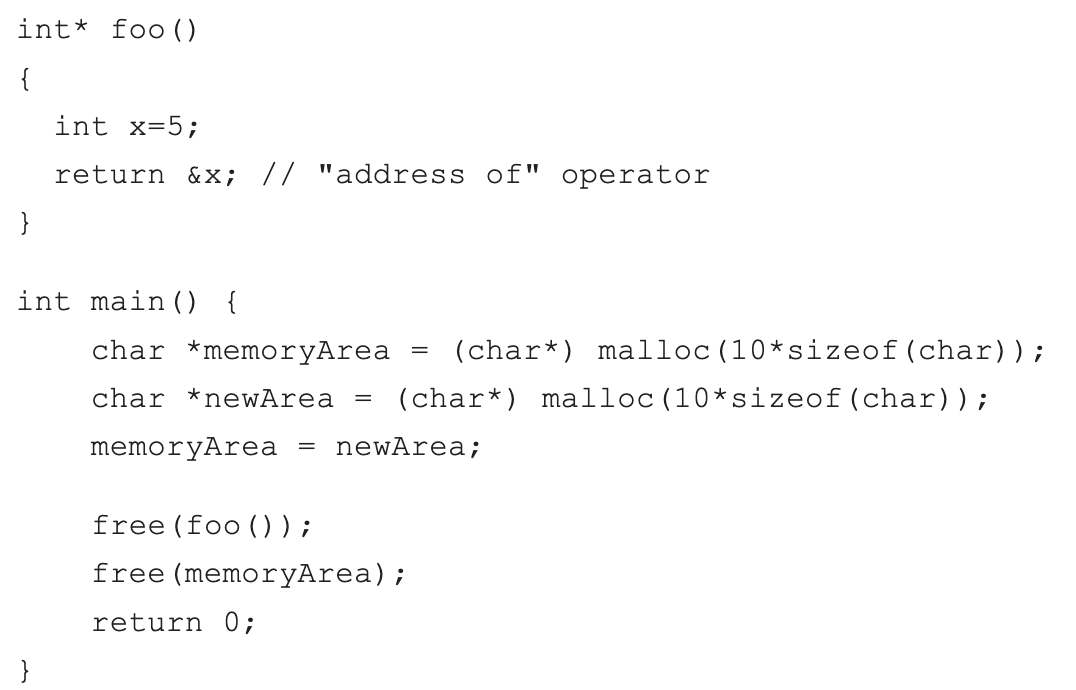 int* foo()
{
  int x=5;
  return &x; // "address of" operator
}

int main() {
    char *memoryArea = (char*) malloc(10*sizeof(char));
    char *newArea = (char*) malloc(10*sizeof(char));
    memoryArea = newArea;

    free(foo());
    free(memoryArea);
    return 0;
}